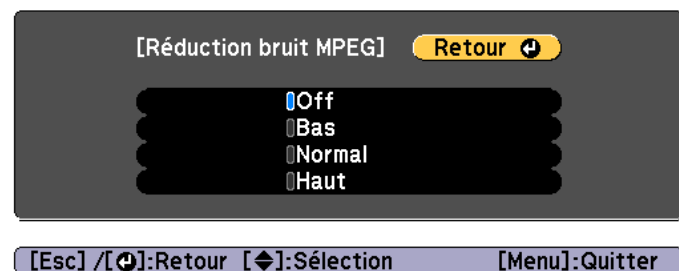 [Réduction bruit MPEG] Retour
Off
Bas
Normal
Haut
[Esc] /[⏎]:Retour [◆]:Sélection [Menu]:Quitter